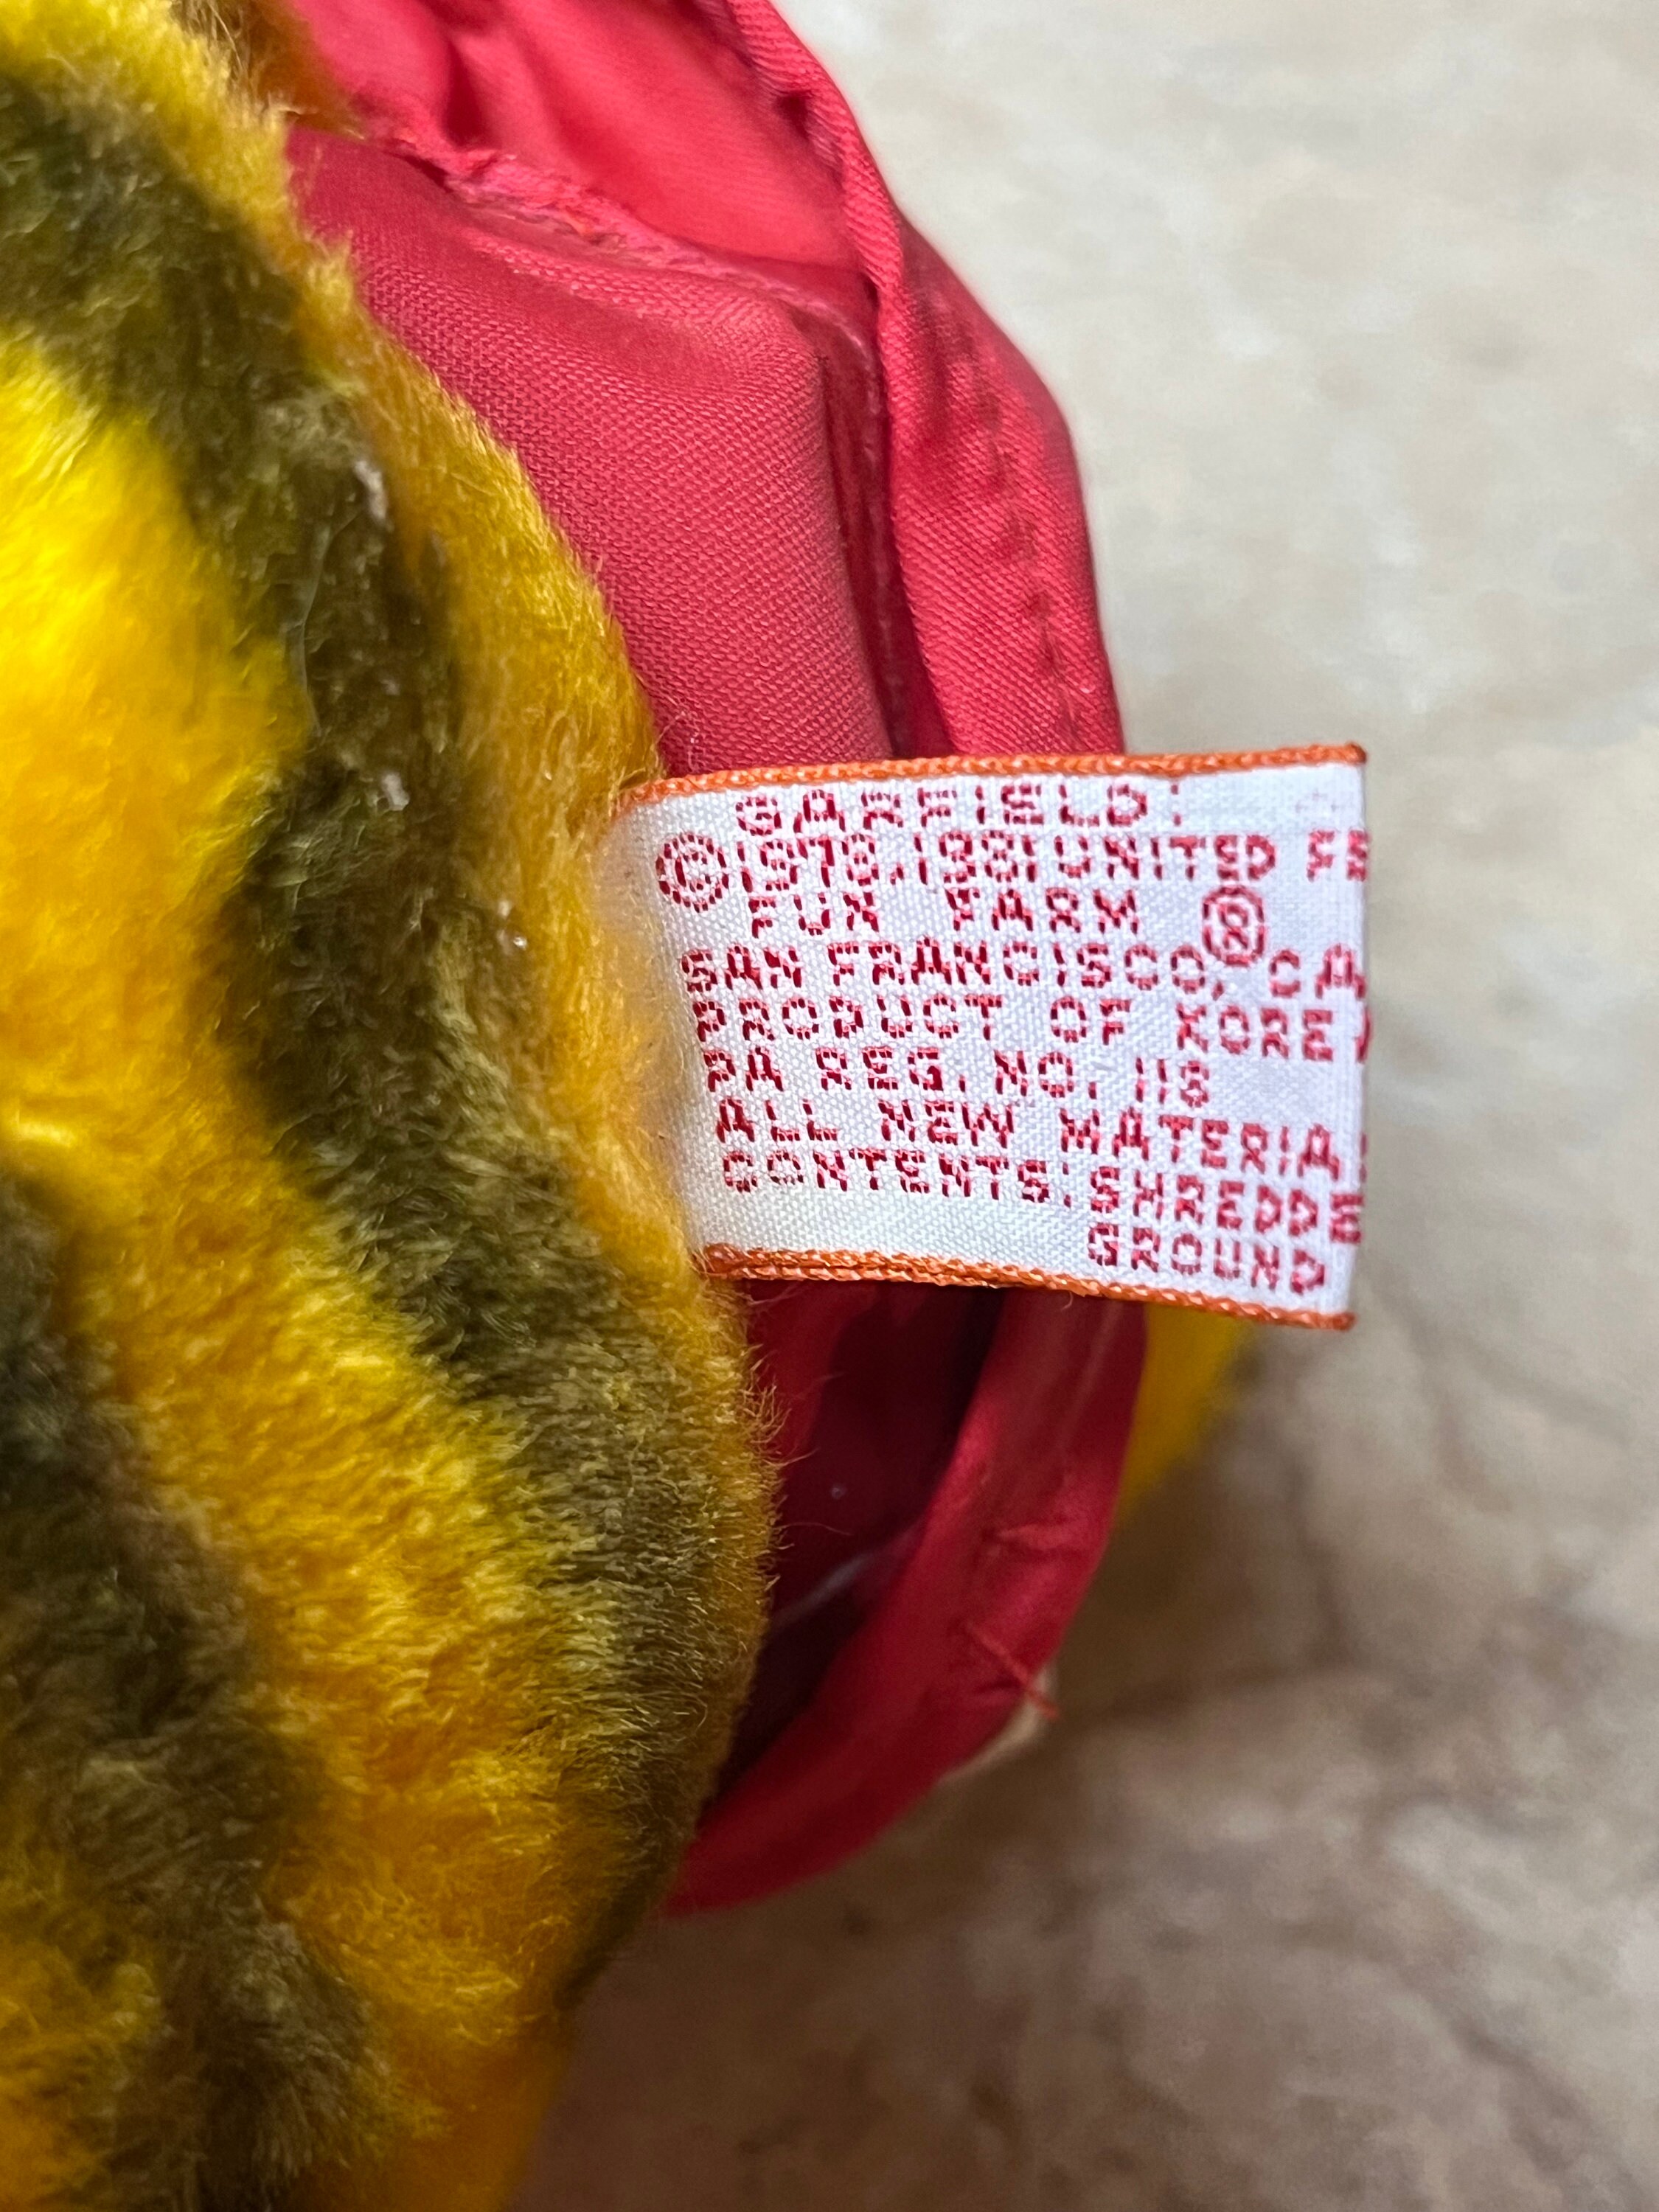 GARFIELD:
© 1978,1981 UNITED FE
FUN FARM ®
SAN FRANCISCO, CA
PRODUCT OF KORE
PA REG. NO. 118
ALL NEW MATERIA
CONTENTS: SHREDDE
GROUND